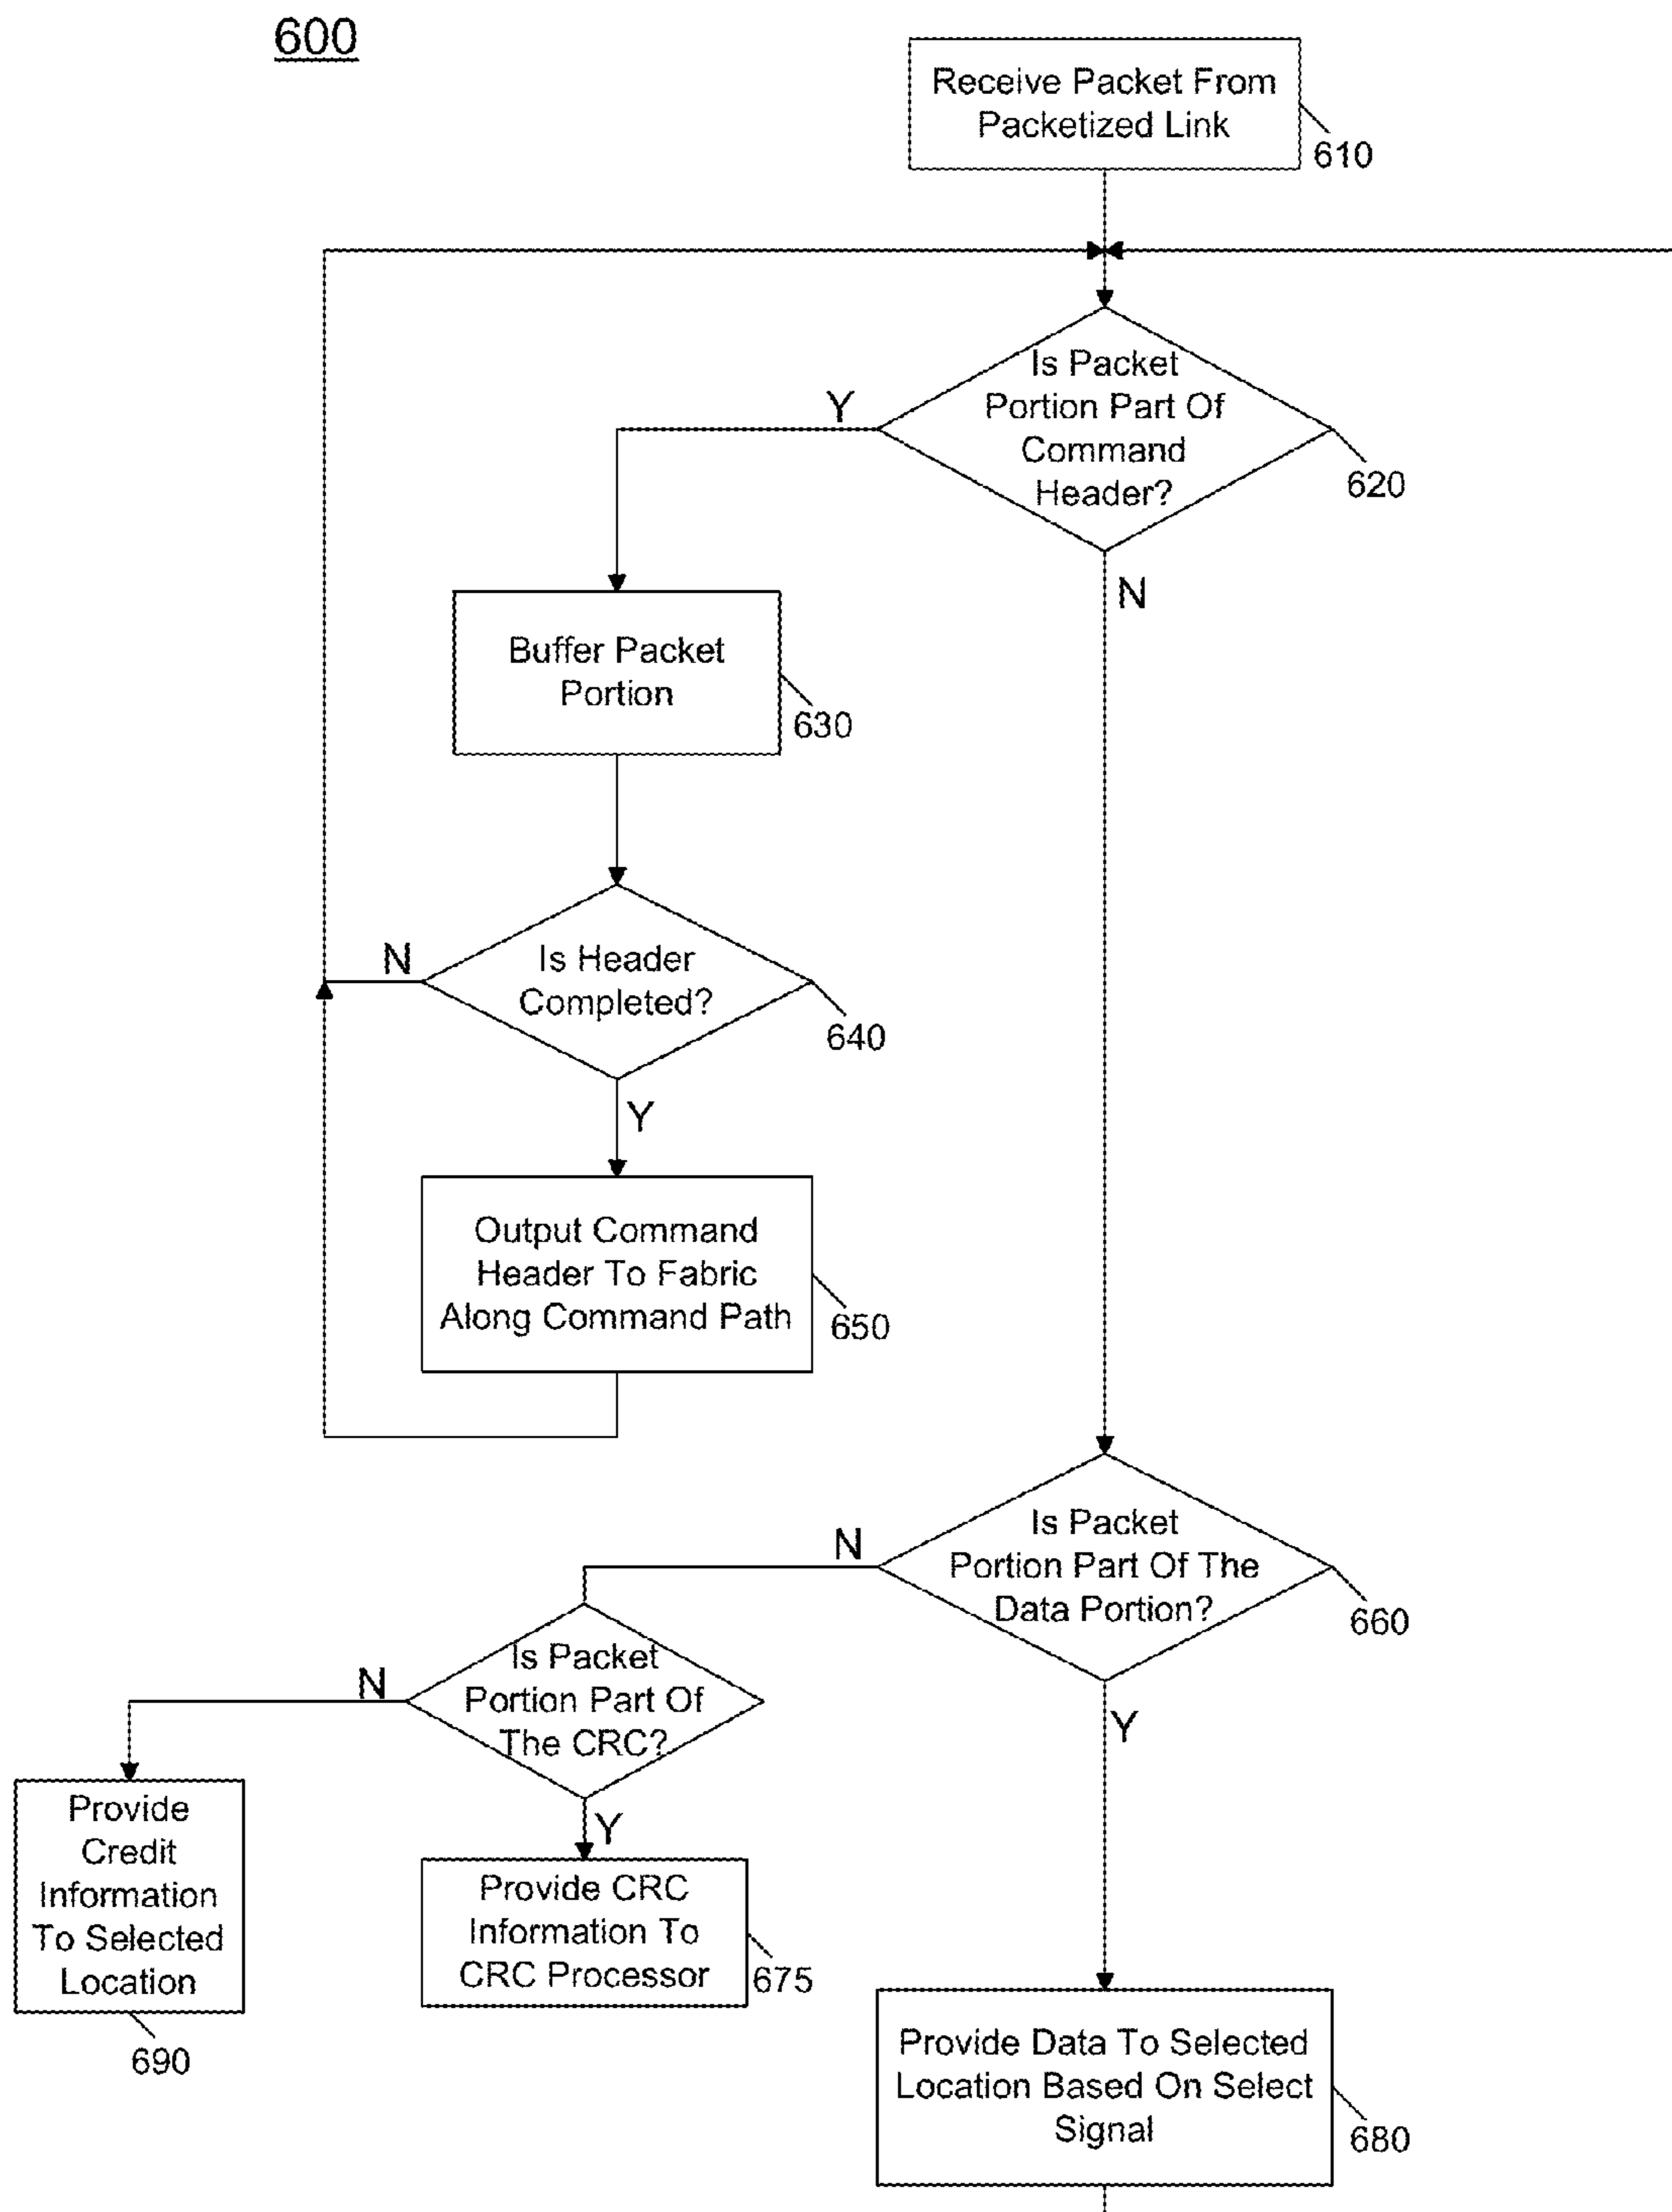 600
Receive Packet From
Packetized Link
610
Is Packet
Portion Part Of
Command
Header?
620
Y
N
Buffer Packet
Portion
630
Is Header
Completed?
640
N
Y
Output Command
Header To Fabric
Along Command Path
650
Is Packet
Portion Part Of The
Data Portion?
660
N
Y
Is Packet
Portion Part Of
The CRC?
N
Y
Provide
Credit
Information
To Selected
Location
690
Provide CRC
Information To
CRC Processor
675
Provide Data To Selected
Location Based On Select
Signal
680